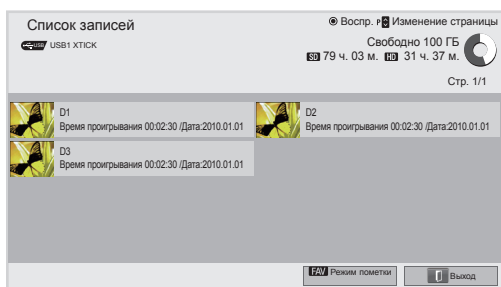 Список записей
Воспр. P Изменение страницы
USB USB1 XTICK
Свободно 100 ГБ
SD 79 ч. 03 м. HD 31 ч. 37 м.
Стр. 1/1
D1
Время проигрывания 00:02:30 /Дата:2010.01.01
D2
Время проигрывания 00:02:30 /Дата:2010.01.01
D3
Время проигрывания 00:02:30 /Дата:2010.01.01
FAV Режим пометки
Выход